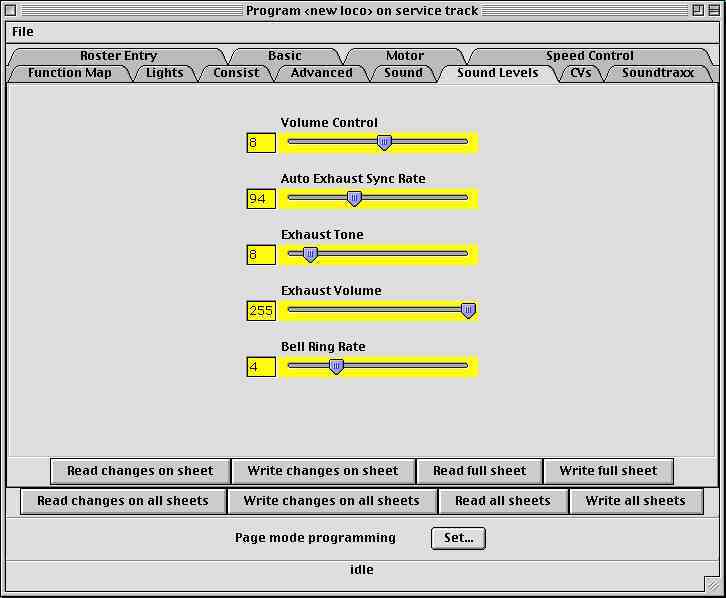 Program <new loco> on service track
File
Roster Entry Basic Motor Speed Control
Function Map Lights Consist Advanced Sound Sound Levels CVs Soundtraxx
Volume Control
8
Auto Exhaust Sync Rate
94
Exhaust Tone
8
Exhaust Volume
255
Bell Ring Rate
4
Read changes on sheet Write changes on sheet Read full sheet Write full sheet
Read changes on all sheets Write changes on all sheets Read all sheets Write all sheets
Page mode programming Set...
idle